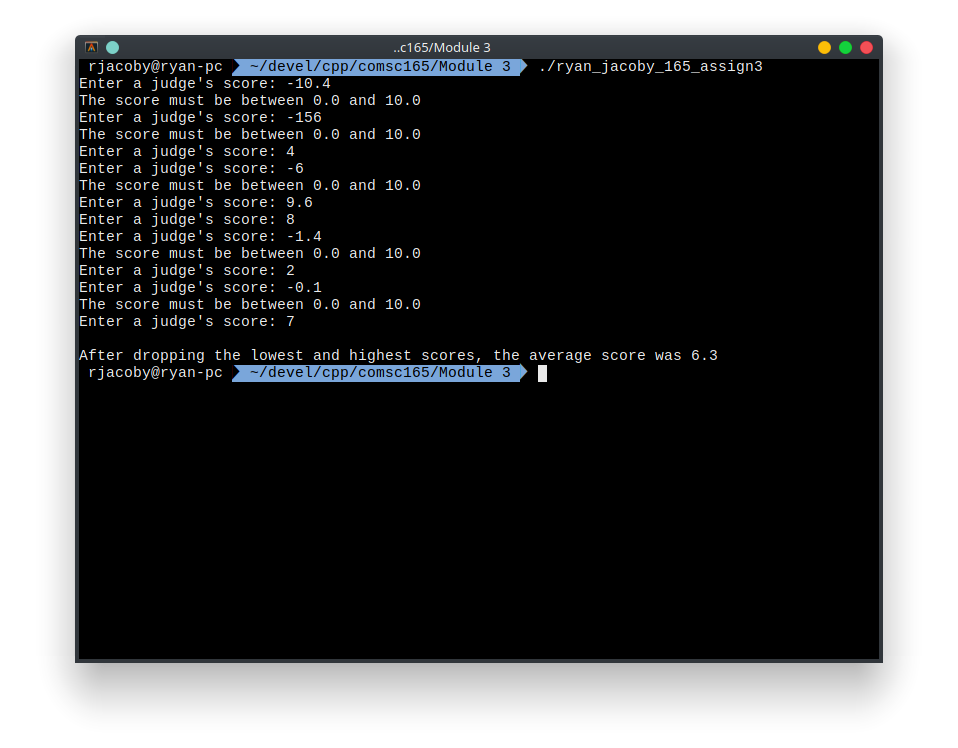 ..c165/Module 3
rjacoby@ryan-pc ~/devel/cpp/comsc165/Module 3 ./ryan_jacoby_165_assign3
Enter a judge's score: -10.4
The score must be between 0.0 and 10.0
Enter a judge's score: -156
The score must be between 0.0 and 10.0
Enter a judge's score: 4
Enter a judge's score: -6
The score must be between 0.0 and 10.0
Enter a judge's score: 9.6
Enter a judge's score: 8
Enter a judge's score: -1.4
The score must be between 0.0 and 10.0
Enter a judge's score: 2
Enter a judge's score: -0.1
The score must be between 0.0 and 10.0
Enter a judge's score: 7
After dropping the lowest and highest scores, the average score was 6.3
rjacoby@ryan-pc ~/devel/cpp/comsc165/Module 3